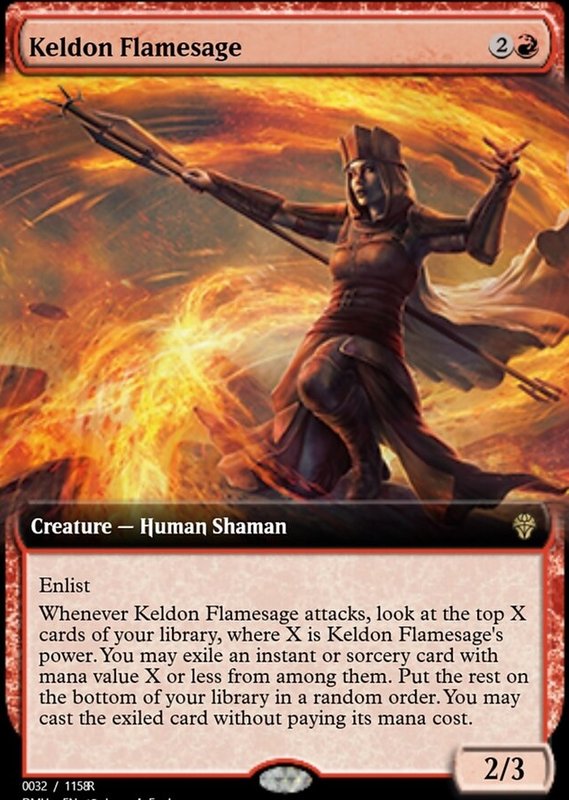 Keldon Flamesage 2
Creature — Human Shaman
Enlist
Whenever Keldon Flamesage attacks, look at the top X
cards of your library, where X is Keldon Flamesage's
power. You may exile an instant or sorcery card with
mana value X or less from among them. Put the rest on
the bottom of your library in a random order. You may
cast the exiled card without paying its mana cost.
2/3
0032 / 1158R